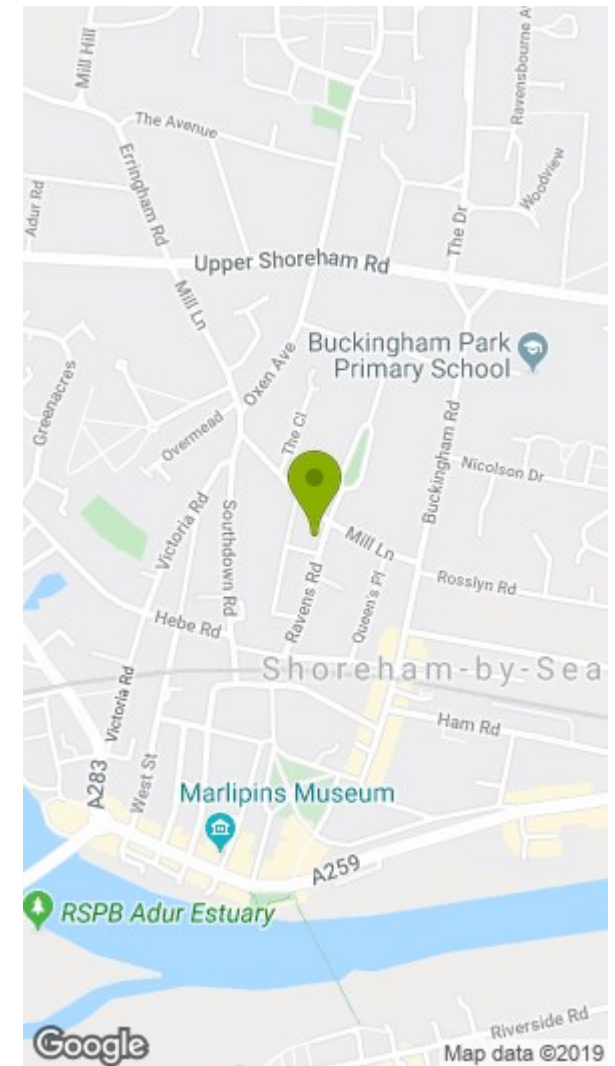 Mill Hill
The Avenue
Ravensbourne A
Erringham Rd
Adur Rd
Woodview
The Dr
Upper Shoreham Rd
Mill Ln
Buckingham Park
Primary School
Oxen Ave
Greenacres
The Cl
Overmead
Buckingham Rd
Nicolson Dr
Victoria Rd
Southdown Rd
Mill Ln
Rosslyn Rd
Queen's Pl
Ravens Rd
Hebe Rd
Shoreham-by-Sea
Victoria Rd
Ham Rd
A283
West St
Marlipins Museum
A259
RSPB Adur Estuary
Riverside Rd
Google
Map data ©2019